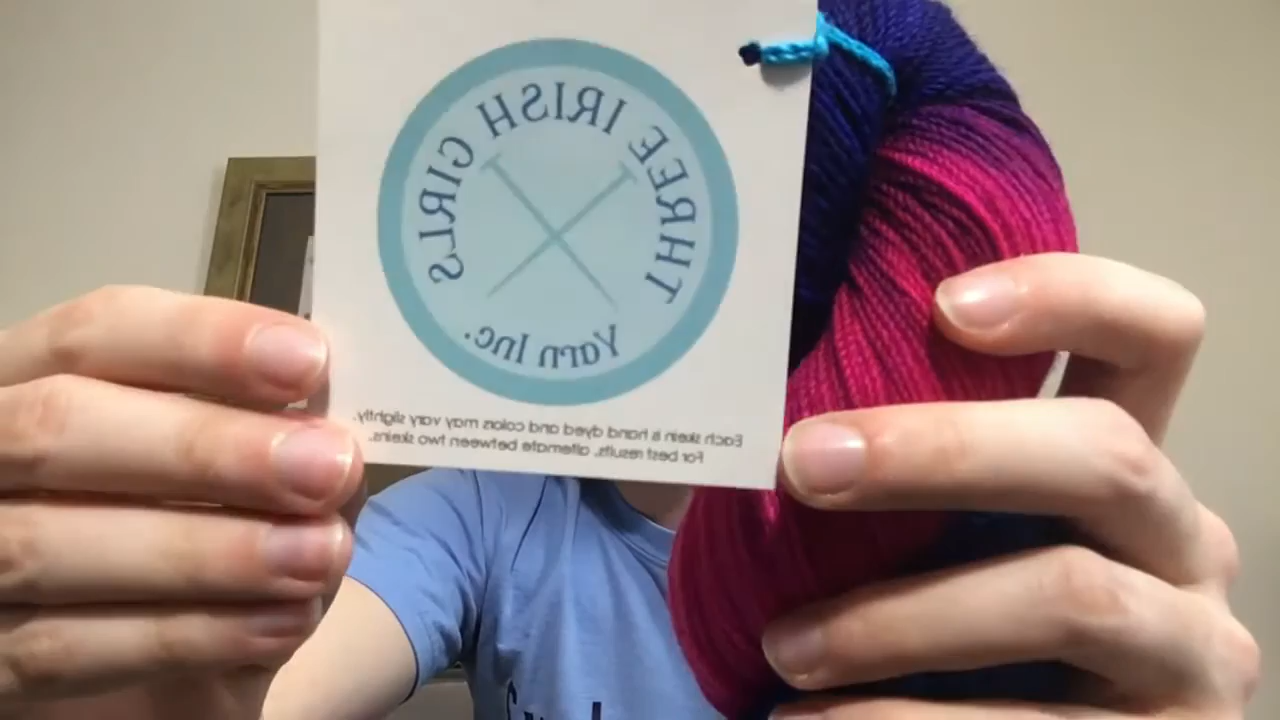 THREE IRISH GIRLS
Yarn Inc.
Each skein is hand dyed and colors may vary slightly.
For best results, alternate between two skeins.